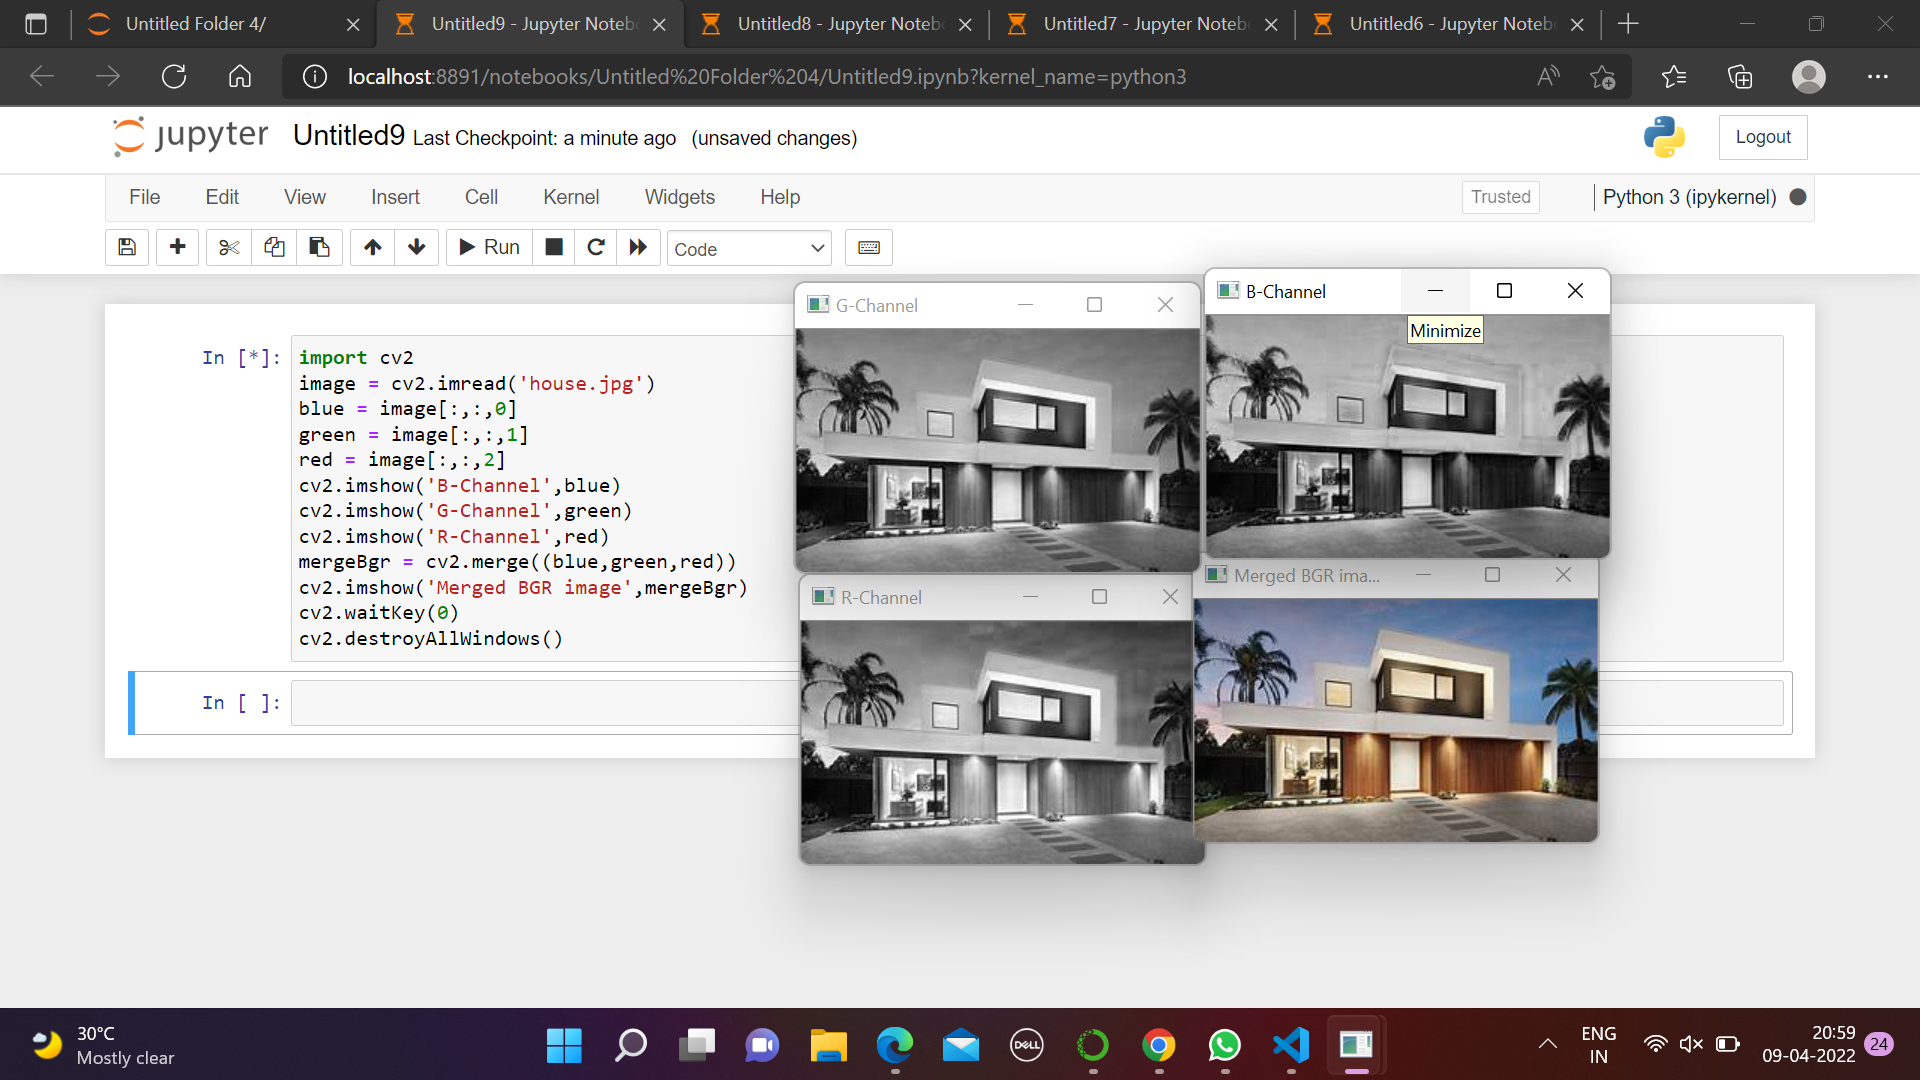 Untitled Folder 4/
Untitled9 - Jupyter Noteb
Untitled8 - Jupyter Noteb
Untitled7 - Jupyter Noteb
Untitled6 - Jupyter Noteb
localhost:8891/notebooks/Untitled%20Folder%204/Untitled9.ipynb?kernel_name=python3
jupyter Untitled9 Last Checkpoint: a minute ago (unsaved changes)
Logout
File Edit View Insert Cell Kernel Widgets Help
Trusted
Python 3 (ipykernel)
Run
Code
In [*]:
import cv2
image = cv2.imread('house.jpg')
blue = image[:,:,0]
green = image[:,:,1]
red = image[:,:,2]
cv2.imshow('B-Channel',blue)
cv2.imshow('G-Channel',green)
cv2.imshow('R-Channel',red)
mergeBgr = cv2.merge((blue,green,red))
cv2.imshow('Merged BGR image',mergeBgr)
cv2.waitKey(0)
cv2.destroyAllWindows()
In [ ]:
G-Channel
B-Channel
Minimize
R-Channel
Merged BGR ima...
30°C
Mostly clear
DELL
ENG
IN
20:59
09-04-2022
24